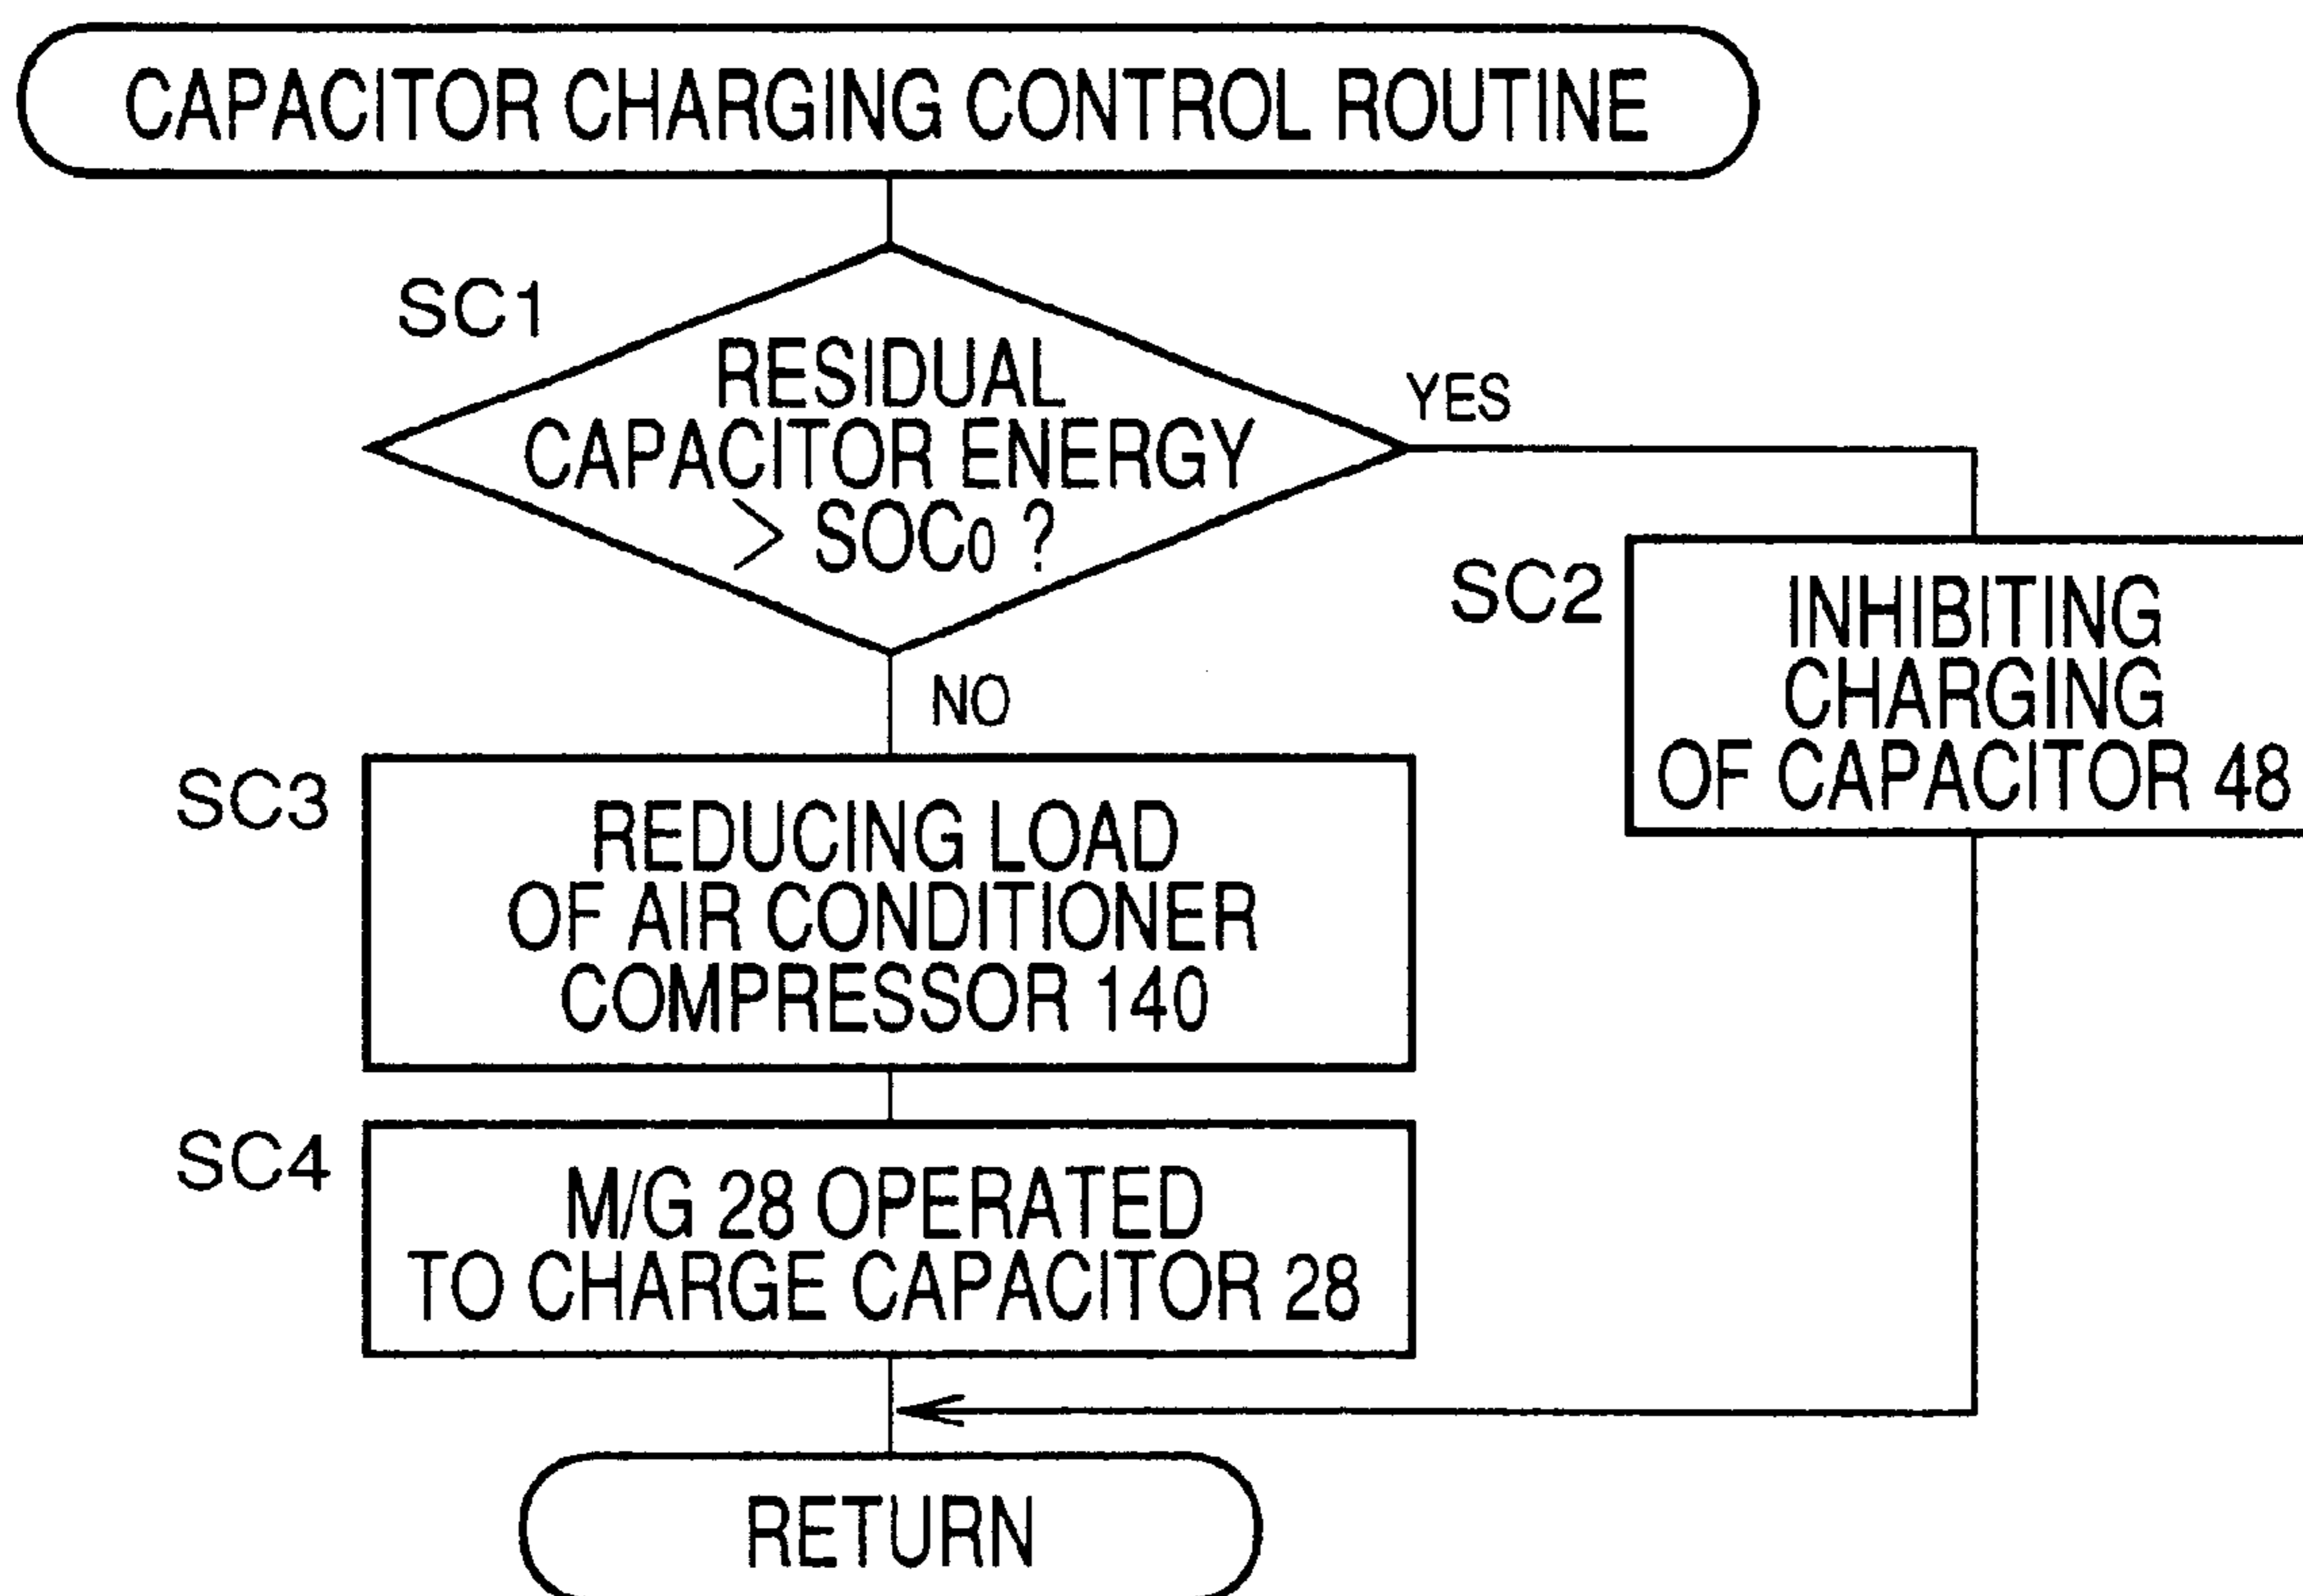 CAPACITOR CHARGING CONTROL ROUTINE
SC1
RESIDUAL
CAPACITOR ENERGY
> SOC₀ ?
YES
NO
SC2
INHIBITING
CHARGING
OF CAPACITOR 48
SC3
REDUCING LOAD
OF AIR CONDITIONER
COMPRESSOR 140
SC4
M/G 28 OPERATED
TO CHARGE CAPACITOR 28
RETURN